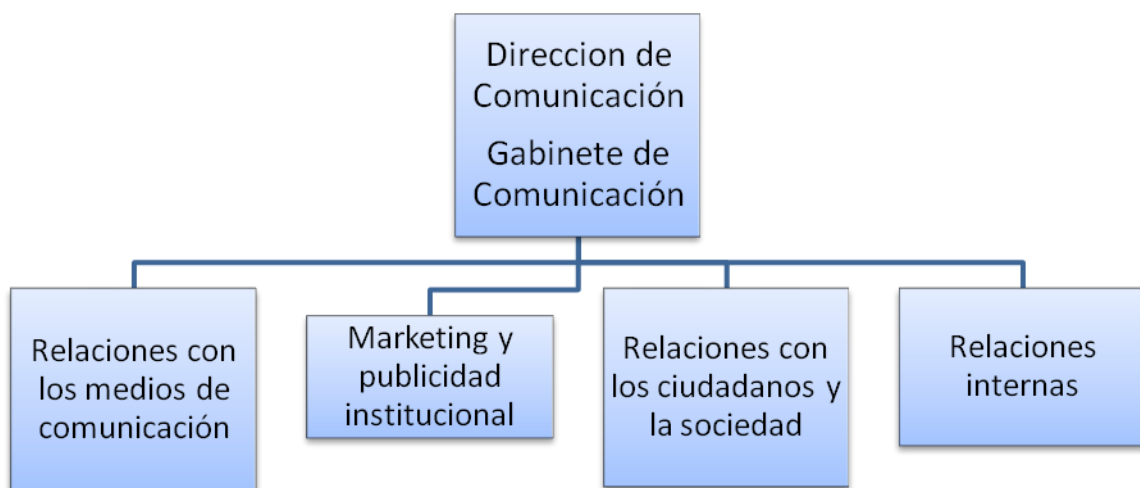 Direccion de
Comunicación
Gabinete de
Comunicación
Relaciones con
los medios de
comunicación
Marketing y
publicidad
institucional
Relaciones con
los ciudadanos y
la sociedad
Relaciones
internas